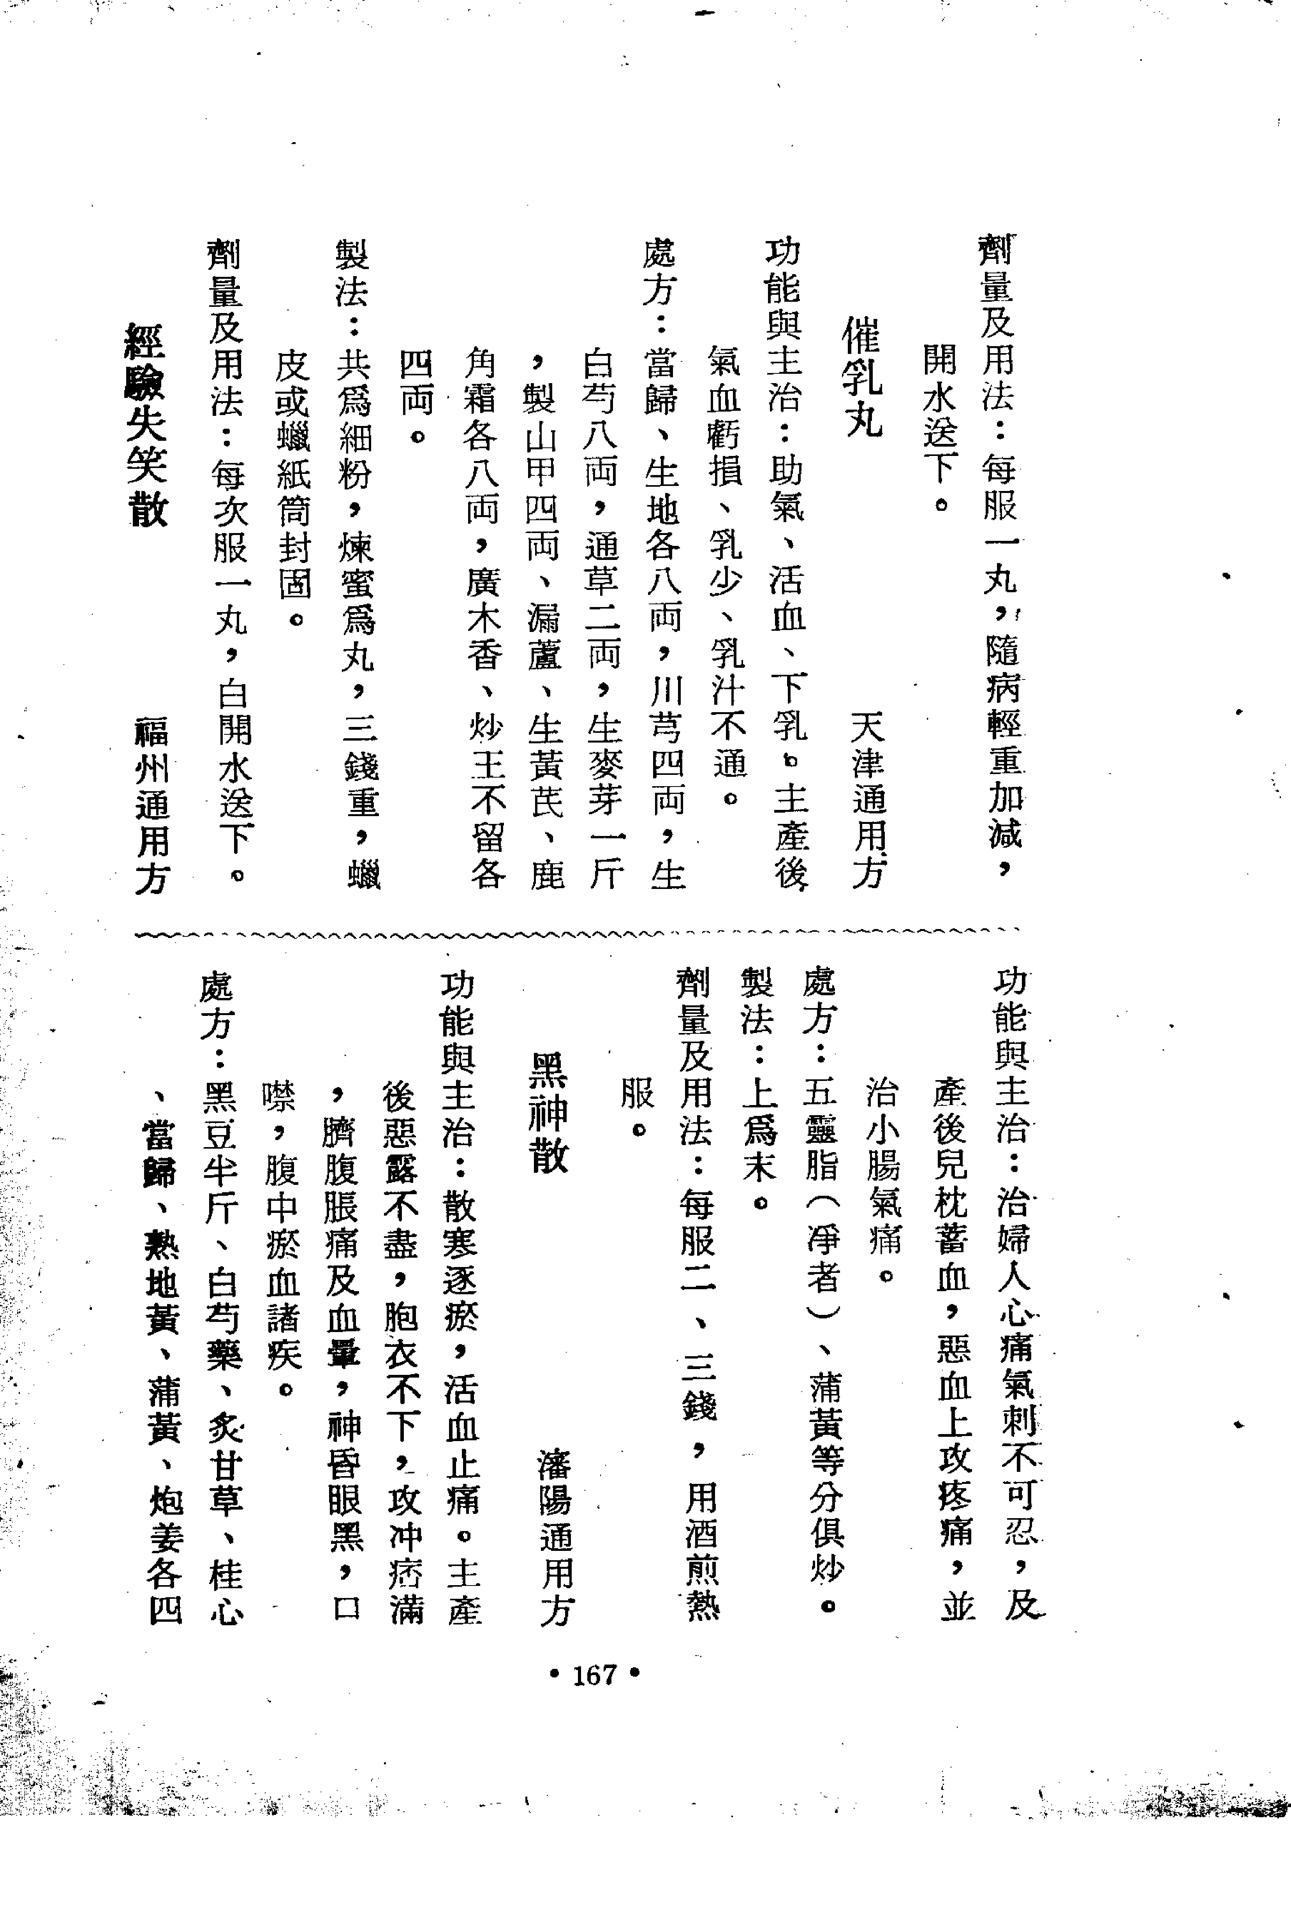 劑量及用法：每服一丸，隨病輕重加減，
開水送下。
催乳丸　天津通用方
功能與主治：助氣、活血、下乳。主產後
氣血虧損、乳少、乳汁不通。
處方：當歸、生地各八両，川芎四両，生
白芍八両，通草二両，生麥芽一斤
，製山甲四両、漏蘆、生黃芪、鹿
角霜各八両，廣木香、炒王不留各
四両。
製法：共爲細粉，煉蜜爲丸，三錢重，蠟
皮或蠟紙筒封固。
劑量及用法：每次服一丸，白開水送下。
經驗失笑散　福州通用方
功能與主治：治婦人心痛氣刺不可忍，及
產後兒枕蓄血，惡血上攻疼痛，並
治小腸氣痛。
處方：五靈脂（淨者）、蒲黃等分俱炒。
製法：上爲末。
劑量及用法：每服二、三錢，用酒煎熱
服。
黑神散　瀋陽通用方
功能與主治：散寒逐瘀，活血止痛。主產
後惡露不盡，胞衣不下，攻冲痞滿
，臍腹脹痛及血暈，神昏眼黑，口
噤，腹中瘀血諸疾。
處方：黑豆半斤、白芍藥、炙甘草、桂心
、當歸、熟地黃、蒲黃、炮姜各四
• 167 •